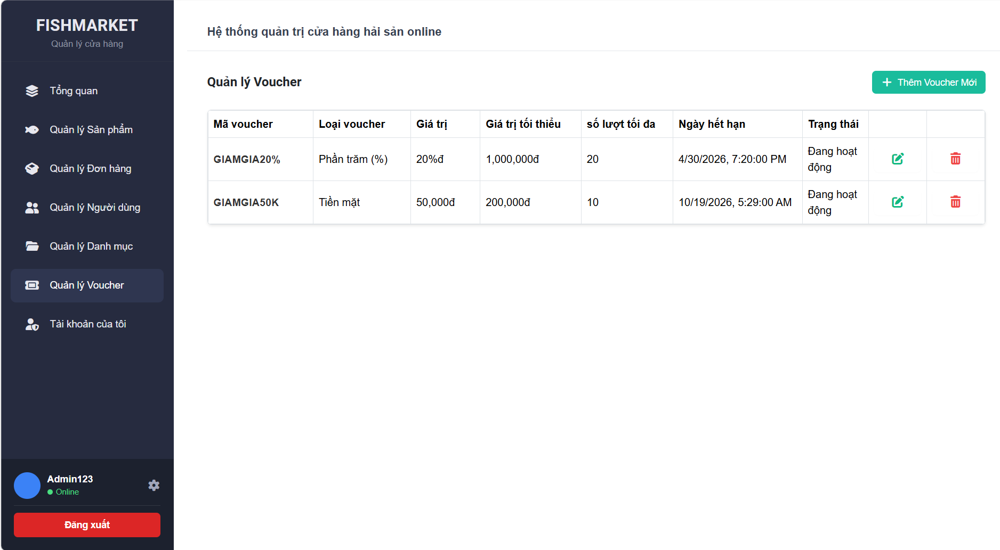 FISHMARKET
Quản lý cửa hàng
Tổng quan
Quản lý Sản phẩm
Quản lý Đơn hàng
Quản lý Người dùng
Quản lý Danh mục
Quản lý Voucher
Tài khoản của tôi
Admin123
Online
Đăng xuất
Hệ thống quản trị cửa hàng hải sản online
Quản lý Voucher
Thêm Voucher Mới
Mã voucher Loại voucher Giá trị Giá trị tối thiểu số lượt tối đa Ngày hết hạn Trạng thái
GIAMGIA20% Phần trăm (%) 20%đ 1,000,000đ 20 4/30/2026, 7:20:00 PM Đang hoạt
động
GIAMGIA50K Tiền mặt 50,000đ 200,000đ 10 10/19/2026, 5:29:00 AM Đang hoạt
động